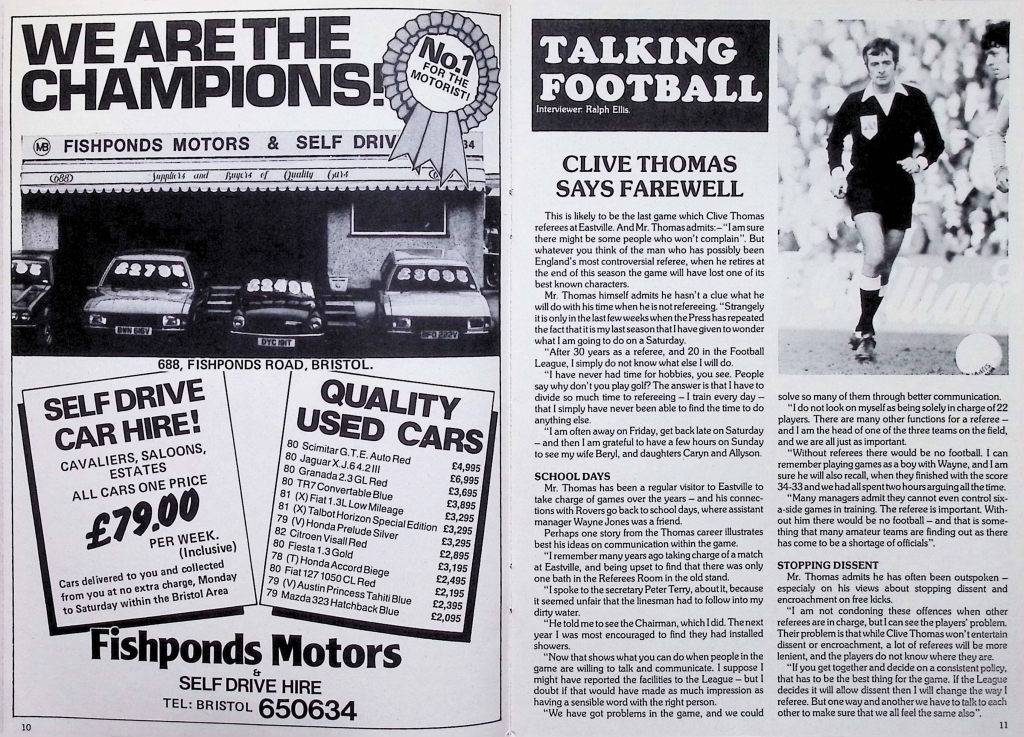 WE ARE THE
CHAMPIONS!
No.1
FOR THE
MOTORIST!
MB FISHPONDS MOTORS & SELF DRIV
34
688 Suppliers and Buyers of Quality Cars
£2795
£2495
£3695
BWN 616V
DYC 191T
688, FISHPONDS ROAD, BRISTOL.
SELF DRIVE
CAR HIRE!
CAVALIERS, SALOONS,
ESTATES
ALL CARS ONE PRICE
£79.00
PER WEEK.
(Inclusive)
Cars delivered to you and collected
from you at no extra charge, Monday
to Saturday within the Bristol Area
QUALITY
USED CARS
80 Scimitar G.T.E. Auto Red £4,995
80 Jaguar X.J.6 4.2 III £6,995
80 Granada 2.3 GL Red £3,695
80 TR7 Convertable Blue £3,895
81 (X) Fiat 1.3L Low Mileage £3,295
81 (X) Talbot Horizon Special Edition £3,295
79 (V) Honda Prelude Silver £3,295
82 Citroen Visall Red £2,895
80 Fiesta 1.3 Gold £3,195
78 (T) Honda Accord Biege £2,495
80 Fiat 127 1050 CL Red £2,195
79 (V) Austin Princess Tahiti Blue £2,395
79 Mazda 323 Hatchback Blue £2,095
Fishponds Motors
&
SELF DRIVE HIRE
TEL: BRISTOL 650634
10
TALKING
FOOTBALL
Interviewer: Ralph Ellis.
CLIVE THOMAS
SAYS FAREWELL
This is likely to be the last game which Clive Thomas
referees at Eastville. And Mr. Thomas admits:– "I am sure
there might be some people who won't complain". But
whatever you think of the man who has possibly been
England's most controversial referee, when he retires at
the end of this season the game will have lost one of its
best known characters.
Mr. Thomas himself admits he hasn't a clue what he
will do with his time when he is not refereeing. "Strangely
it is only in the last few weeks when the Press has repeated
the fact that it is my last season that I have given to wonder
what I am going to do on a Saturday.
"After 30 years as a referee, and 20 in the Football
League, I simply do not know what else I will do.
"I have never had time for hobbies, you see. People
say why don't you play golf? The answer is that I have to
divide so much time to refereeing – I train every day –
that I simply have never been able to find the time to do
anything else.
"I am often away on Friday, get back late on Saturday
– and then I am grateful to have a few hours on Sunday
to see my wife Beryl, and daughters Caryn and Allyson.
SCHOOL DAYS
Mr. Thomas has been a regular visitor to Eastville to
take charge of games over the years – and his connec-
tions with Rovers go back to school days, where assistant
manager Wayne Jones was a friend.
Perhaps one story from the Thomas career illustrates
best his ideas on communication within the game.
"I remember many years ago taking charge of a match
at Eastville, and being upset to find that there was only
one bath in the Referees Room in the old stand.
"I spoke to the secretary Peter Terry, about it, because
it seemed unfair that the linesman had to follow into my
dirty water.
"He told me to see the Chairman, which I did. The next
year I was most encouraged to find they had installed
showers.
"Now that shows what you can do when people in the
game are willing to talk and communicate. I suppose I
might have reported the facilities to the League – but I
doubt if that would have made as much impression as
having a sensible word with the right person.
"We have got problems in the game, and we could
solve so many of them through better communication.
"I do not look on myself as being solely in charge of 22
players. There are many other functions for a referee –
and I am the head of one of the three teams on the field,
and we are all just as important.
"Without referees there would be no football. I can
remember playing games as a boy with Wayne, and I am
sure he will also recall, when they finished with the score
34-33 and we had all spent two hours arguing all the time.
"Many managers admit they cannot even control six-
a-side games in training. The referee is important. With-
out him there would be no football – and that is some-
thing that many amateur teams are finding out as there
has come to be a shortage of officials".
STOPPING DISSENT
Mr. Thomas admits he has often been outspoken –
especialy on his views about stopping dissent and
encroachment on free kicks.
"I am not condoning these offences when other
referees are in charge, but I can see the players' problem.
Their problem is that while Clive Thomas won't entertain
dissent or encroachment, a lot of referees will be more
lenient, and the players do not know where they are.
"If you get together and decide on a consistent policy,
that has to be the best thing for the game. If the League
decides it will allow dissent then I will change the way I
referee. But one way and another we have to talk to each
other to make sure that we all feel the same also".
11